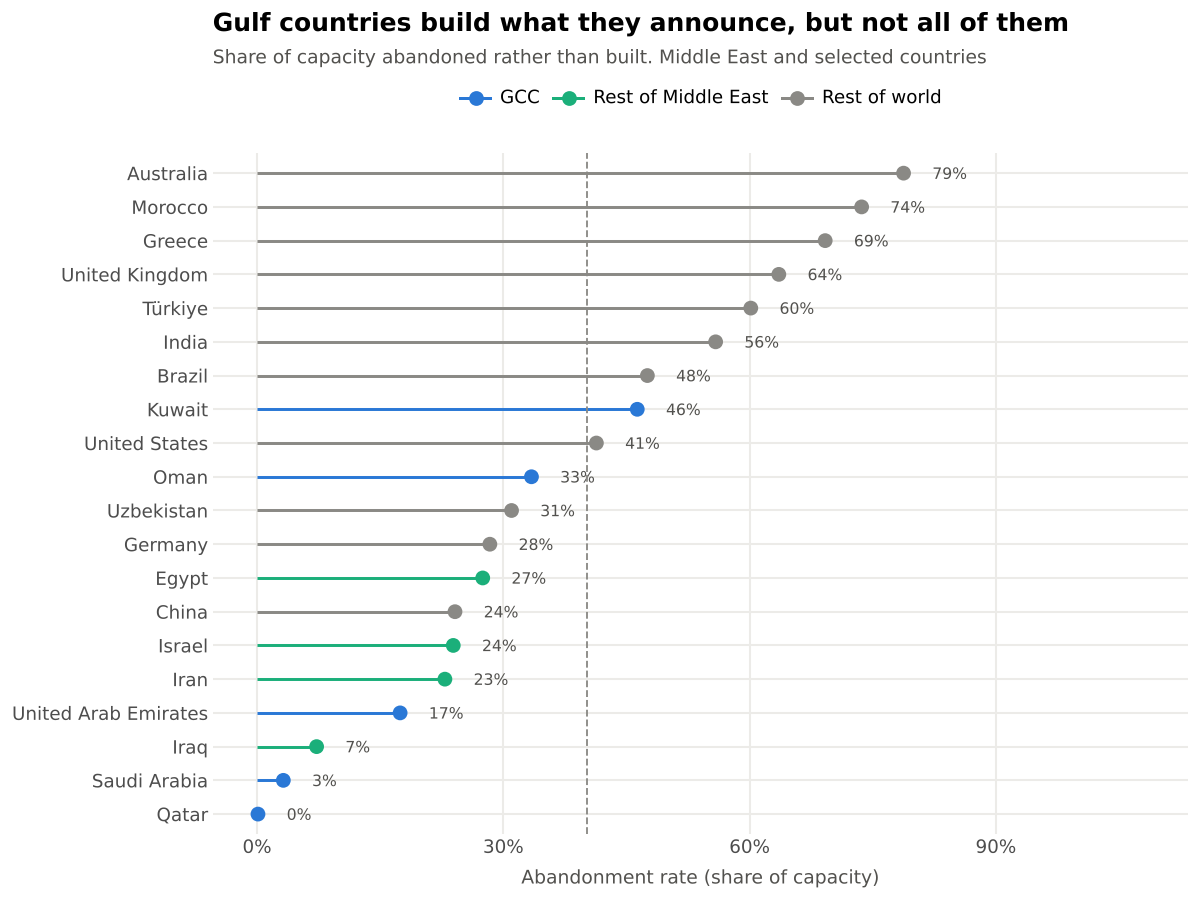 Gulf countries build what they announce, but not all of them
Share of capacity abandoned rather than built. Middle East and selected countries
GCC Rest of Middle East Rest of world
Australia 79%
Morocco 74%
Greece 69%
United Kingdom 64%
Türkiye 60%
India 56%
Brazil 48%
Kuwait 46%
United States 41%
Oman 33%
Uzbekistan 31%
Germany 28%
Egypt 27%
China 24%
Israel 24%
Iran 23%
United Arab Emirates 17%
Iraq 7%
Saudi Arabia 3%
Qatar 0%
0% 30% 60% 90%
Abandonment rate (share of capacity)